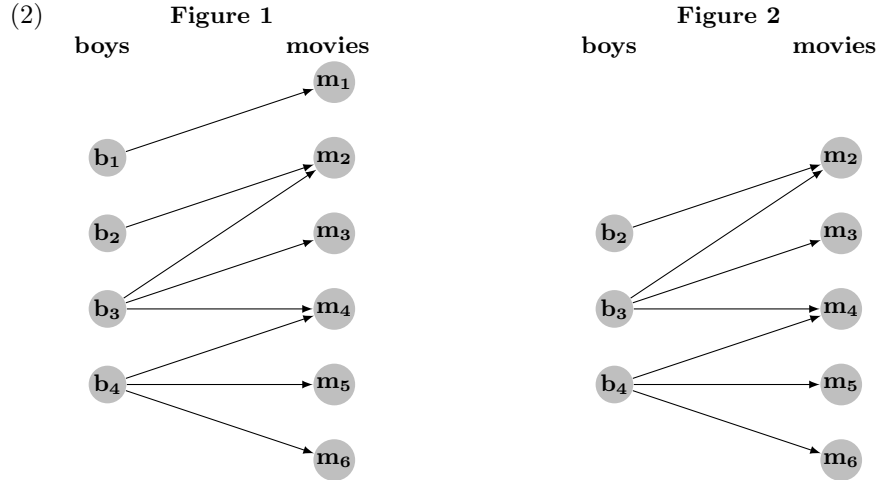 (2) Figure 1 Figure 2
boys movies boys movies
m1
b1 m2 m2
b2 m3 b2 m3
b3 m4 b3 m4
b4 m5 b4 m5
m6 m6